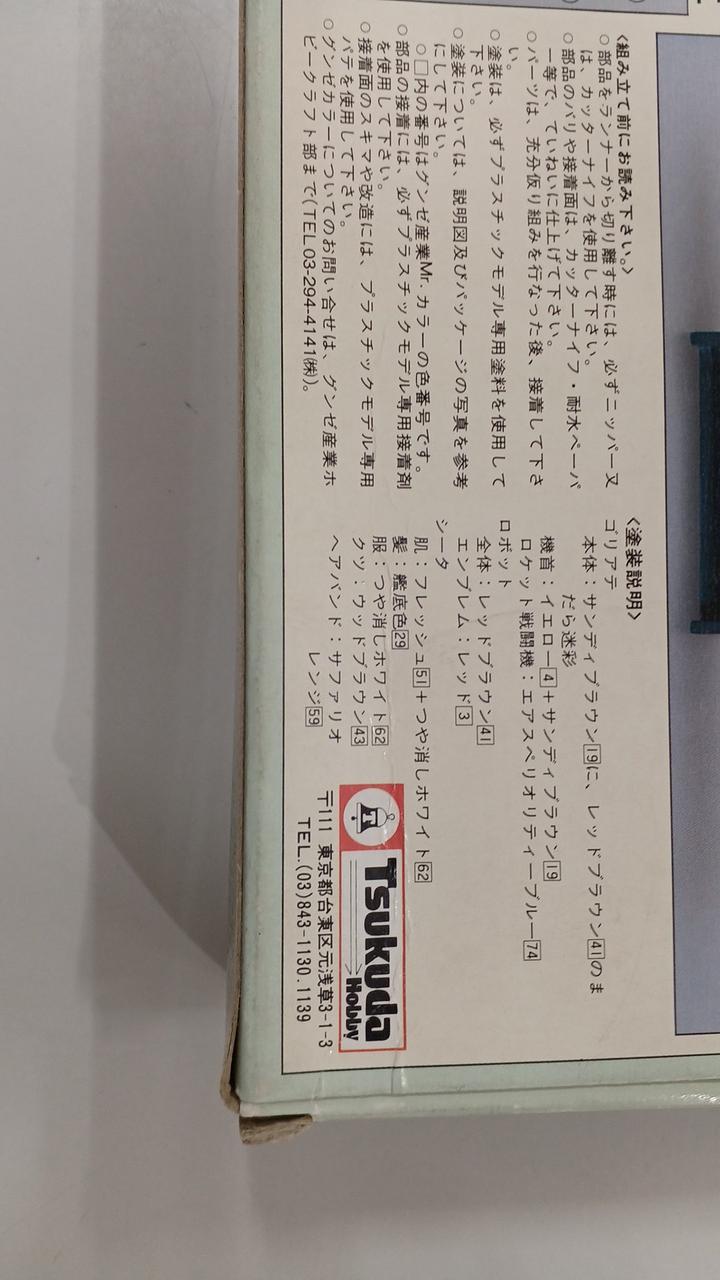 〈組み立て前にお読み下さい。〉
○部品をランナーから切り離す時には、必ずニッパー又
は、カッターナイフを使用して下さい。
○部品のバリや接着面は、カッターナイフ・耐水ペーパ
ー等で、ていねいに仕上げて下さい。
○パーツは、充分仮り組みを行なった後、接着して下さ
い。
○塗装は、必ずプラスチックモデル専用塗料を使用して
下さい。
○塗装については、説明図及びパッケージの写真を参考
にして下さい。
○□内の番号はグンゼ産業Mr.カラーの色番号です。
○部品の接着には、必ずプラスチックモデル専用接着剤
を使用して下さい。
○接着面のスキマや改造には、プラスチックモデル専用
パテを使用して下さい。
○グンゼカラーについてのお問い合せは、グンゼ産業ホ
ビークラフト部まで(TEL03-294-4141㈱)。
〈塗装説明〉
ゴリアテ
本体:サンディブラウン19に、レッドブラウン41のま
だら迷彩
機首:イエロー4+サンディブラウン19
ロケット戦闘機:エアスペリオリティーブルー74
ロボット
全体:レッドブラウン41
エンブレム:レッド3
シータ
肌:フレッシュ51+つや消しホワイト62
髪:艦底色29
服:つや消しホワイト62
クツ:ウッドブラウン43
ヘアバンド:サファリオ
レンジ59
Tsukuda
Hobby
〒111 東京都台東区元浅草3-1-3
TEL.(03)843-1130.1139